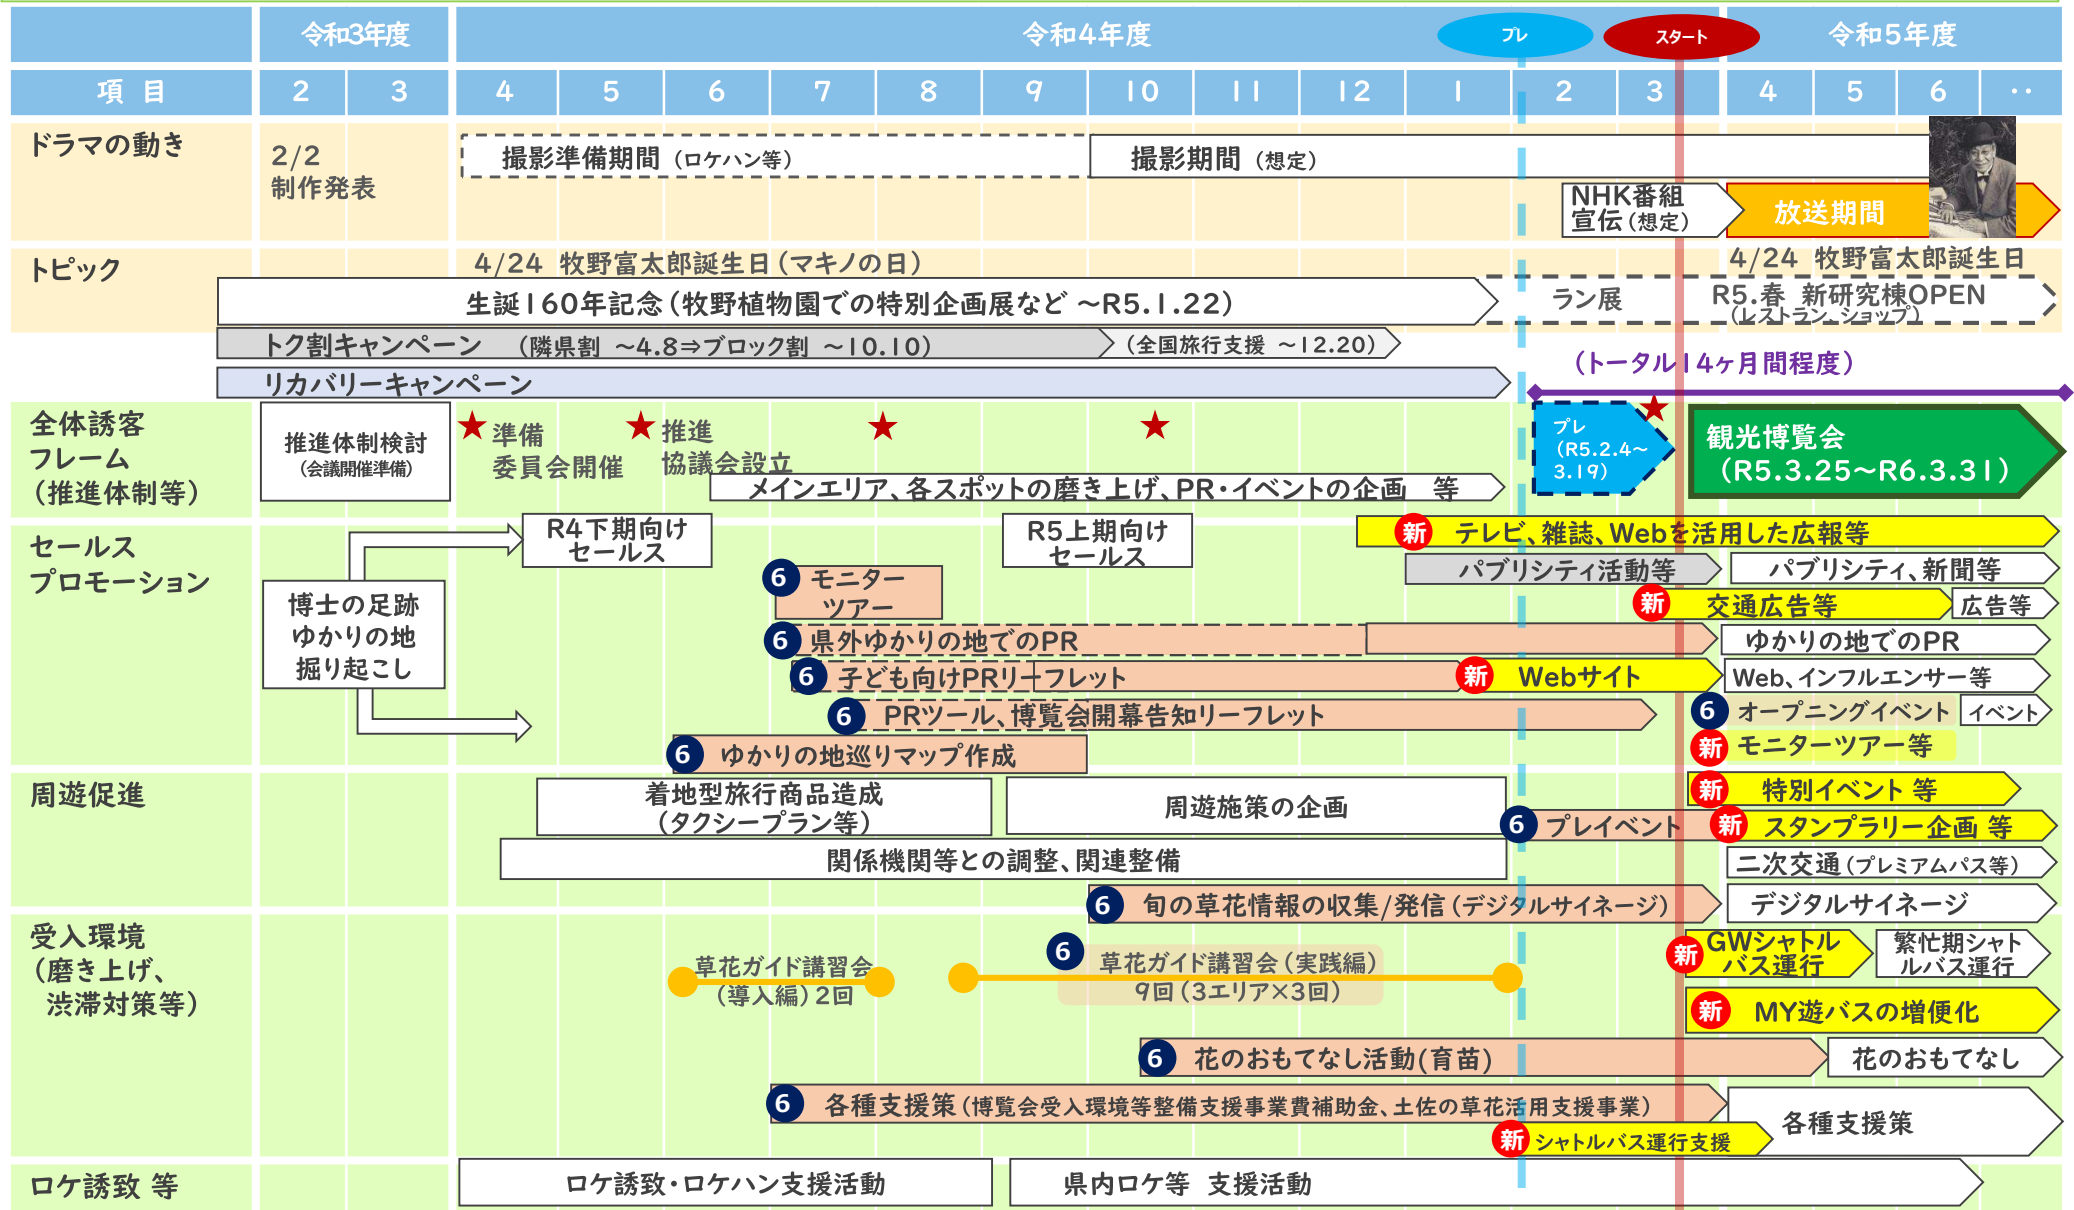 令和3年度
令和4年度
プレ
スタート
令和5年度
項 目
2
3
4
5
6
7
8
9
10
11
12
1
2
3
4
5
6
‥
ドラマの動き
2/2
制作発表
撮影準備期間（ロケハン等）
撮影期間（想定）
NHK番組
宣伝（想定）
放送期間
トピック
4/24 牧野富太郎誕生日（マキノの日）
4/24 牧野富太郎誕生日
生誕160年記念（牧野植物園での特別企画展など ～R5.1.22）
ラン展
R5.春 新研究棟OPEN
（レストラン、ショップ）
トク割キャンペーン （隣県割 ～4.8⇒ブロック割 ～10.10）
（全国旅行支援 ～12.20）
（トータル14ヶ月間程度）
リカバリーキャンペーン
全体誘客
フレーム
（推進体制等）
推進体制検討
（会議開催準備）
★
準備
委員会開催
★
推進
協議会設立
★
★
★
メインエリア、各スポットの磨き上げ、PR・イベントの企画 等
プレ
（R5.2.4～
3.19）
観光博覧会
（R5.3.25～R6.3.31）
セールス
プロモーション
博士の足跡
ゆかりの地
掘り起こし
R4下期向け
セールス
R5上期向け
セールス
新 テレビ、雑誌、Webを活用した広報等
パブリシティ活動等
パブリシティ、新聞等
6 モニター
ツアー
新 交通広告等
広告等
6 県外ゆかりの地でのPR
ゆかりの地でのPR
6 子ども向けPRリーフレット
新 Webサイト
Web、インフルエンサー等
6 PRツール、博覧会開幕告知リーフレット
6 オープニングイベント
イベント
6 ゆかりの地巡りマップ作成
新 モニターツアー等
周遊促進
着地型旅行商品造成
（タクシープラン等）
周遊施策の企画
新 特別イベント 等
6 プレイベント
新 スタンプラリー企画 等
関係機関等との調整、関連整備
二次交通（プレミアムパス等）
6 旬の草花情報の収集/発信（デジタルサイネージ）
デジタルサイネージ
受入環境
（磨き上げ、
渋滞対策等）
草花ガイド講習会
（導入編）2回
6
草花ガイド講習会（実践編）
9回（3エリア×3回）
新 GWシャトル
バス運行
繁忙期シャト
ルバス運行
新 MY遊バスの増便化
6 花のおもてなし活動(育苗)
花のおもてなし
6 各種支援策（博覧会受入環境等整備支援事業費補助金、土佐の草花活用支援事業）
各種支援策
新 シャトルバス運行支援
ロケ誘致 等
ロケ誘致・ロケハン支援活動
県内ロケ等 支援活動